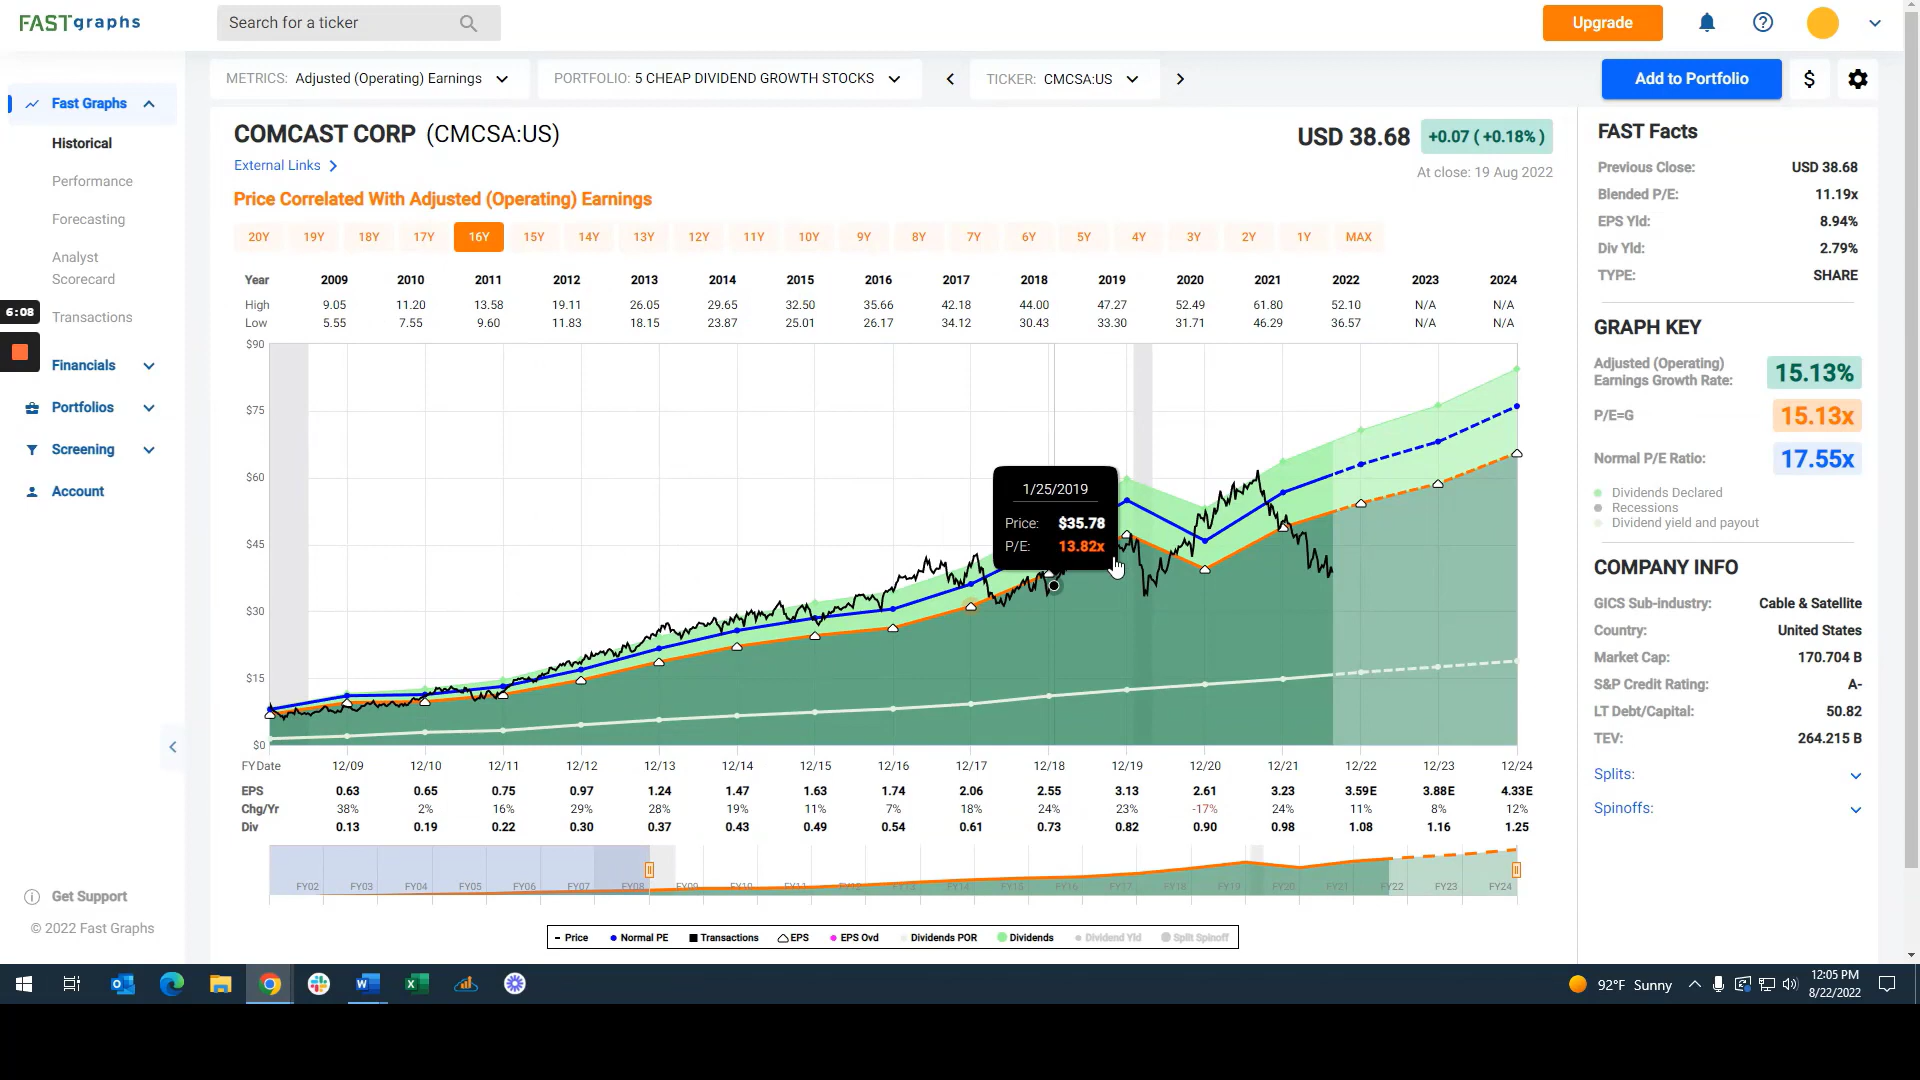 FASTgraphs
Search for a ticker
Upgrade
METRICS: Adjusted (Operating) Earnings
PORTFOLIO: 5 CHEAP DIVIDEND GROWTH STOCKS
TICKER: CMCSA:US
Add to Portfolio
$
Fast Graphs
Historical
Performance
Forecasting
Analyst
Scorecard
Transactions
Financials
Portfolios
Screening
Account
6:08
Get Support
© 2022 Fast Graphs
COMCAST CORP (CMCSA:US)
External Links
USD 38.68 +0.07 ( +0.18% )
At close: 19 Aug 2022
Price Correlated With Adjusted (Operating) Earnings
20Y 19Y 18Y 17Y 16Y 15Y 14Y 13Y 12Y 11Y 10Y 9Y 8Y 7Y 6Y 5Y 4Y 3Y 2Y 1Y MAX
Year 2009 2010 2011 2012 2013 2014 2015 2016 2017 2018 2019 2020 2021 2022 2023 2024
High 9.05 11.20 13.58 19.11 26.05 29.65 32.50 35.66 42.18 44.00 47.27 52.49 61.80 52.10 N/A N/A
Low 5.55 7.55 9.60 11.83 18.15 23.87 25.01 26.17 34.12 30.43 33.30 31.71 46.29 36.57 N/A N/A
$90
$75
$60
$45
$30
$15
$0
1/25/2019
Price: $35.78
P/E: 13.82x
FY Date 12/09 12/10 12/11 12/12 12/13 12/14 12/15 12/16 12/17 12/18 12/19 12/20 12/21 12/22 12/23 12/24
EPS 0.63 0.65 0.75 0.97 1.24 1.47 1.63 1.74 2.06 2.55 3.13 2.61 3.23 3.59E 3.88E 4.33E
Chg/Yr 38% 2% 16% 29% 28% 19% 11% 7% 18% 24% 23% -17% 24% 11% 8% 12%
Div 0.13 0.19 0.22 0.30 0.37 0.43 0.49 0.54 0.61 0.73 0.82 0.90 0.98 1.08 1.16 1.25
FY02 FY03 FY04 FY05 FY06 FY07 FY08 FY09 FY10 FY11 FY12 FY13 FY14 FY15 FY16 FY17 FY18 FY19 FY20 FY21 FY22 FY23 FY24
Price Normal PE Transactions EPS EPS Ovd Dividends POR Dividends Dividend Yld Split Spinoff
FAST Facts
Previous Close: USD 38.68
Blended P/E: 11.19x
EPS Yld: 8.94%
Div Yld: 2.79%
TYPE: SHARE
GRAPH KEY
Adjusted (Operating)
Earnings Growth Rate: 15.13%
P/E=G 15.13x
Normal P/E Ratio: 17.55x
Dividends Declared
Recessions
Dividend yield and payout
COMPANY INFO
GICS Sub-industry: Cable & Satellite
Country: United States
Market Cap: 170.704 B
S&P Credit Rating: A-
LT Debt/Capital: 50.82
TEV: 264.215 B
Splits:
Spinoffs:
92°F Sunny
12:05 PM
8/22/2022